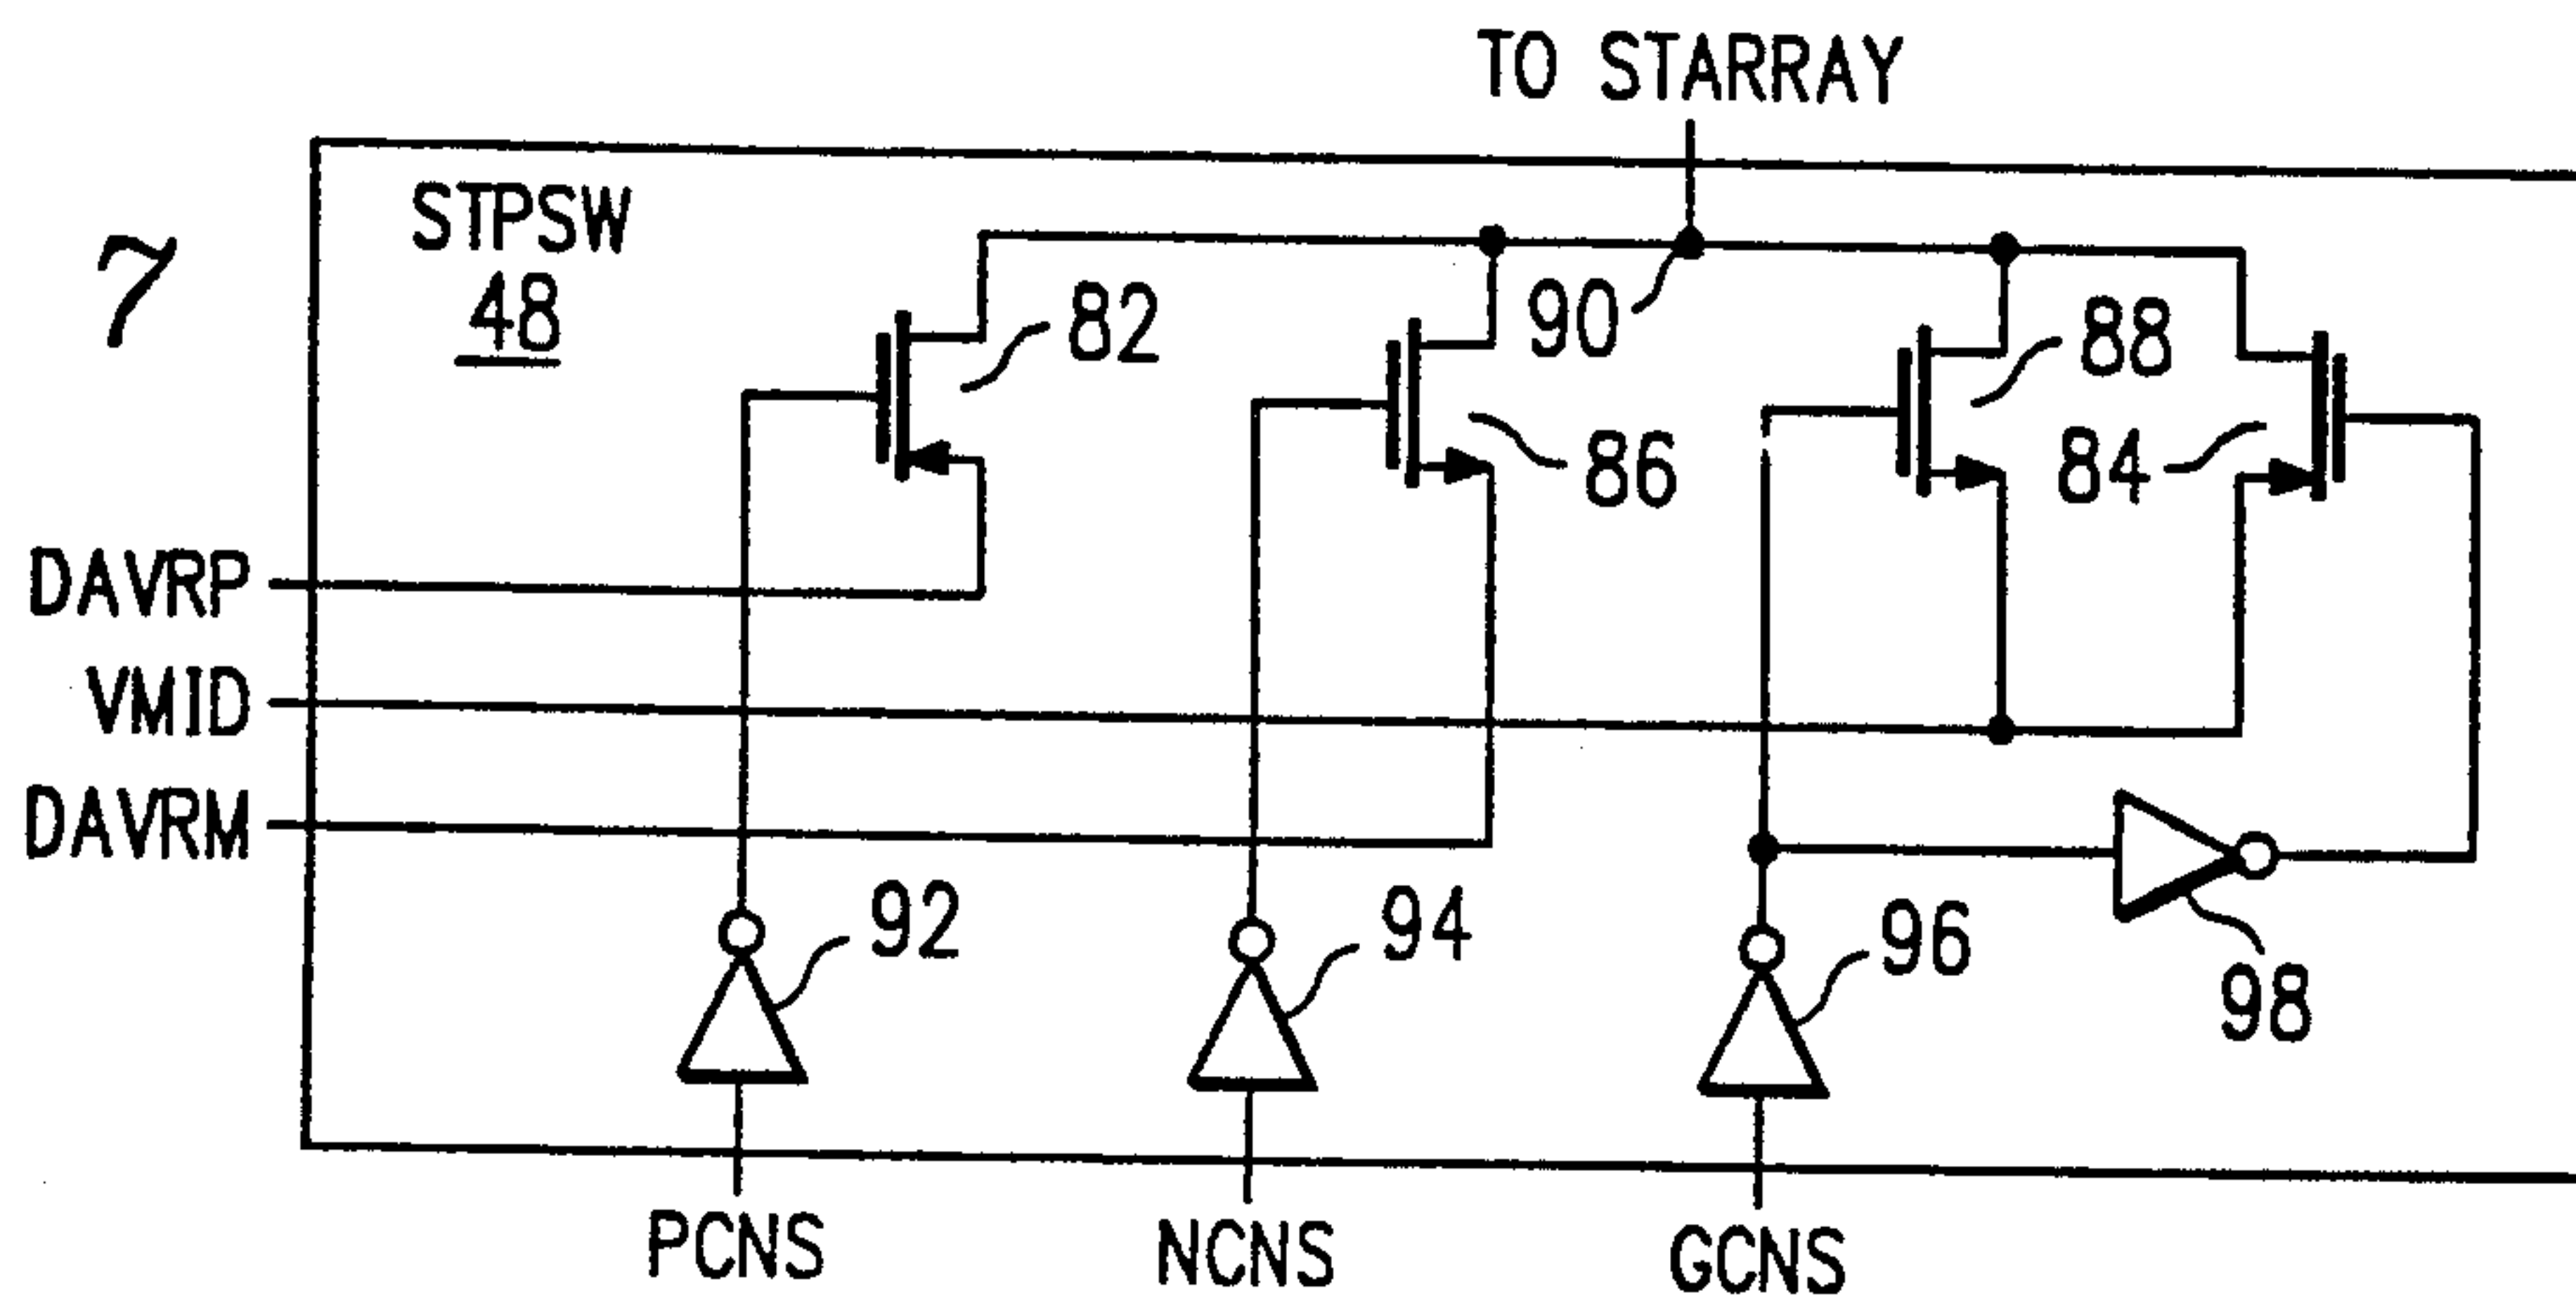 TO STARRAY
7
STPSW
48
82
90
88
86
84
DAVRP
VMID
DAVRM
92
94
96
98
PCNS
NCNS
GCNS